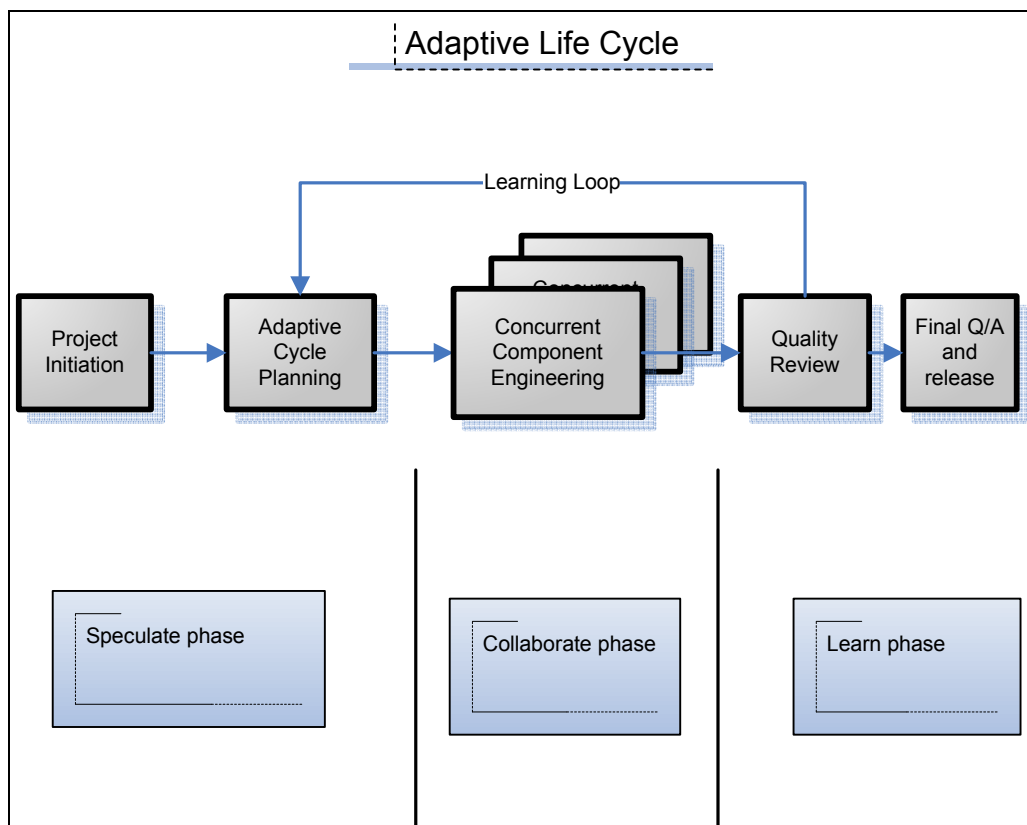 Adaptive Life Cycle
Learning Loop
Project
Initiation
Adaptive
Cycle
Planning
Concurrent
Concurrent
Component
Engineering
Quality
Review
Final Q/A
and
release
Speculate phase
Collaborate phase
Learn phase